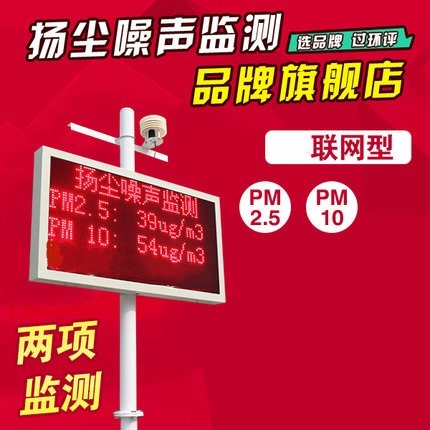 扬尘噪声监测
选品牌 过环评
品牌旗舰店
联网型
PM
2.5
PM
10
扬尘噪声监测
PM2.5: 39ug/m3
PM 10: 54ug/m3
两项
监测